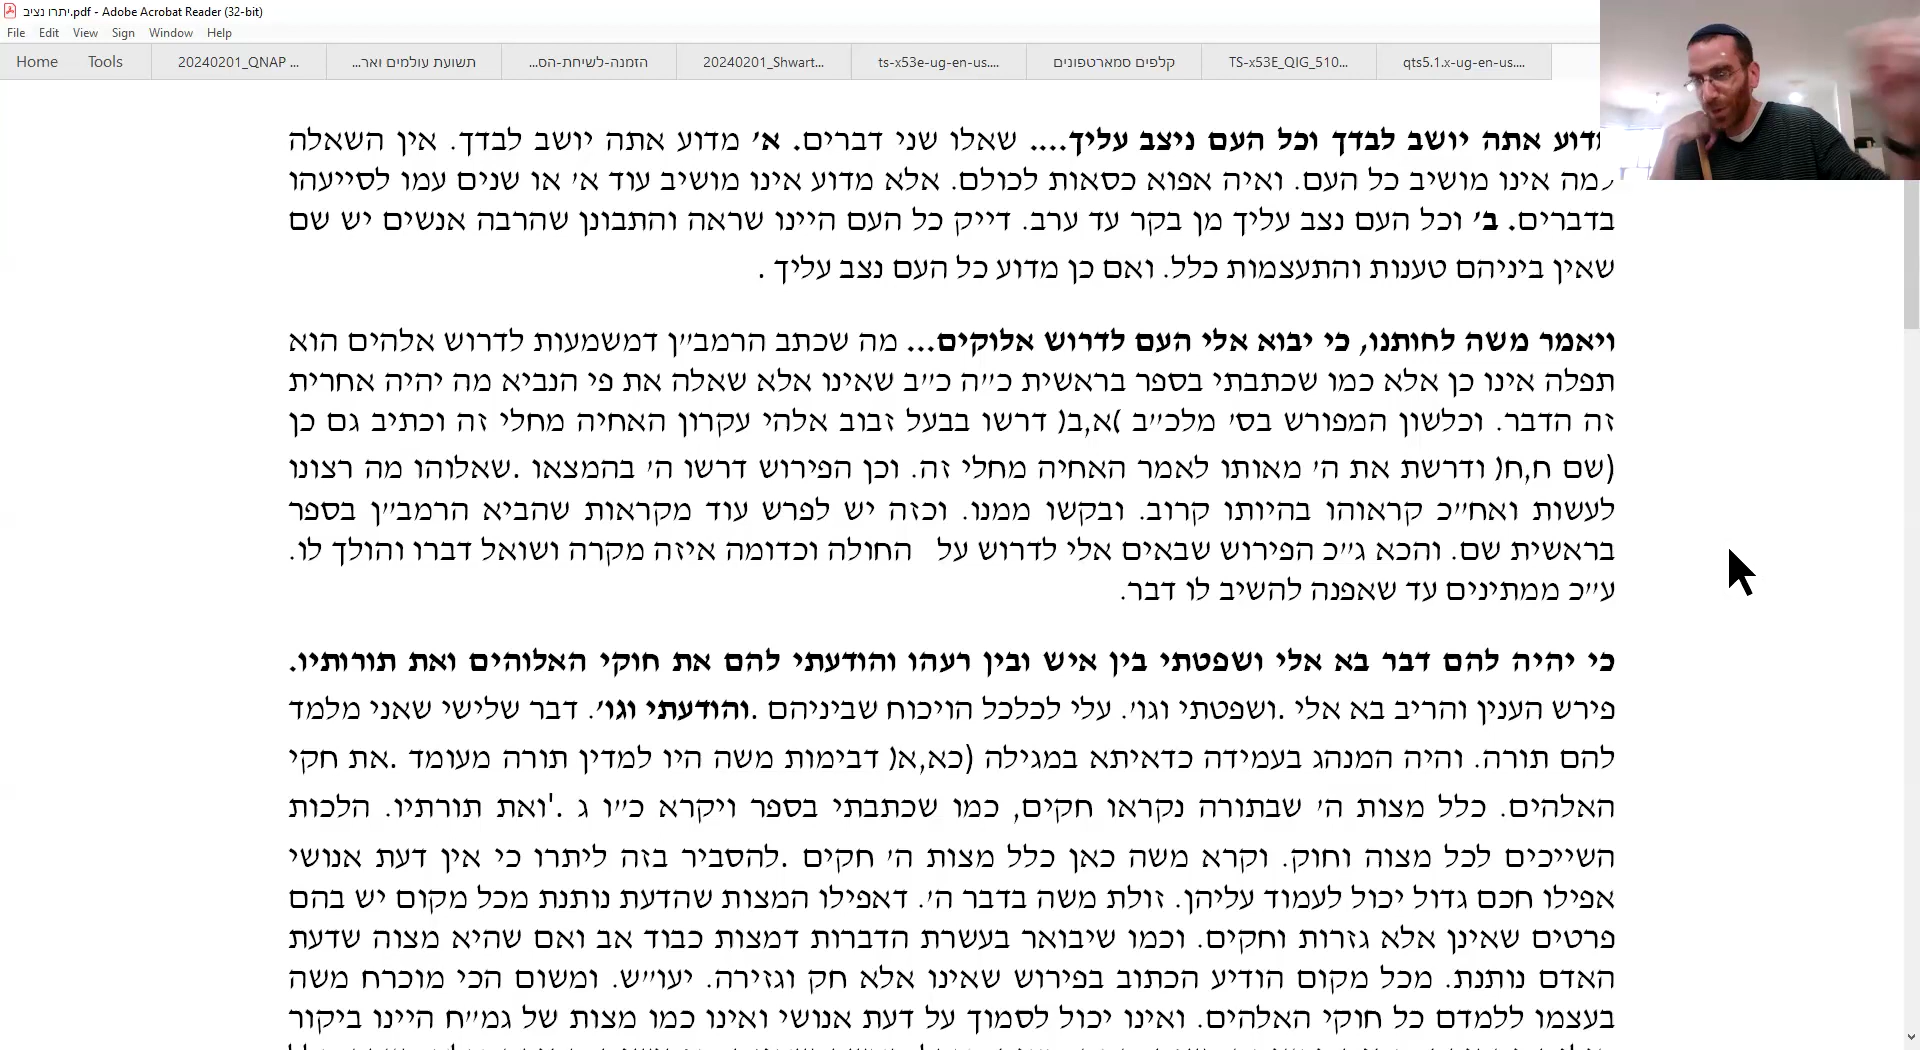 יתרו נציב.pdf - Adobe Acrobat Reader (32-bit)
File Edit View Sign Window Help
Home Tools 20240201_QNAP ... תשועת עולמים ואר... הזמנה-לשיחת-הס... 20240201_Shwart... ts-x53e-ug-en-us.... קלפים סמארטפונים TS-x53E_QIG_510... qts5.1.x-ug-en-us....
אתה יושב לבדך וכל העם ניצב עליך.... שאלו שני דברים. א׳ מדוע אתה יושב לבדך. אין השאלה
למה אינו מושיב כל העם. ואיה אפוא כסאות לכולם. אלא מדוע אינו מושיב עוד א׳ או שנים עמו לסייעהו
בדברים. ב׳ וכל העם נצב עליך מן בקר עד ערב. דייק כל העם היינו שראה והתבונן שהרבה אנשים יש שם
שאין ביניהם טענות והתעצמות כלל. ואם כן מדוע כל העם נצב עליך .
ויאמר משה לחותנו, כי יבוא אלי העם לדרוש אלוקים... מה שכתב הרמב״ן דמשמעות לדרוש אלהים הוא
תפלה אינו כן אלא כמו שכתבתי בספר בראשית כ״ה כ״ב שאינו אלא שאלה את פי הנביא מה יהיה אחרית
זה הדבר. וכלשון המפורש בס׳ מלכ״ב )א,ב( דרשו בבעל זבוב אלהי עקרון האחיה מחלי זה וכתיב גם כן
(שם ח,ח( ודרשת את ה׳ מאותו לאמר האחיה מחלי זה. וכן הפירוש דרשו ה׳ בהמצאו .שאלוהו מה רצונו
לעשות ואח״כ קראוהו בהיותו קרוב. ובקשו ממנו. וכזה יש לפרש עוד מקראות שהביא הרמב״ן בספר
בראשית שם. והכא ג״כ הפירוש שבאים אלי לדרוש על החולה וכדומה איזה מקרה ושואל דברו והולך לו.
ע״כ ממתינים עד שאפנה להשיב לו דבר.
כי יהיה להם דבר בא אלי ושפטתי בין איש ובין רעהו והודעתי להם את חוקי האלוהים ואת תורותיו.
פירש הענין והריב בא אלי .ושפטתי וגו׳. עלי לכלכל הויכוח שביניהם .והודעתי וגו׳. דבר שלישי שאני מלמד
להם תורה. והיה המנהג בעמידה כדאיתא במגילה (כא,א( דבימות משה היו למדין תורה מעומד .את חקי
האלהים. כלל מצות ה׳ שבתורה נקראו חקים, כמו שכתבתי בספר ויקרא כ״ו ג .'ואת תורתיו. הלכות
השייכים לכל מצוה וחוק. וקרא משה כאן כלל מצות ה׳ חקים .להסביר בזה ליתרו כי אין דעת אנושי
אפילו חכם גדול יכול לעמוד עליהן. זולת משה בדבר ה׳. דאפילו המצות שהדעת נותנת מכל מקום יש בהם
פרטים שאינן אלא גזרות וחקים. וכמו שיבואר בעשרת הדברות דמצות כבוד אב ואם שהיא מצוה שדעת
האדם נותנת. מכל מקום הודיע הכתוב בפירוש שאינו אלא חק וגזירה. יעו״ש. ומשום הכי מוכרח משה
בעצמו ללמדם כל חוקי האלהים. ואינו יכול לסמוך על דעת אנושי ואינו כמו מצות של גמ״ח היינו ביקור